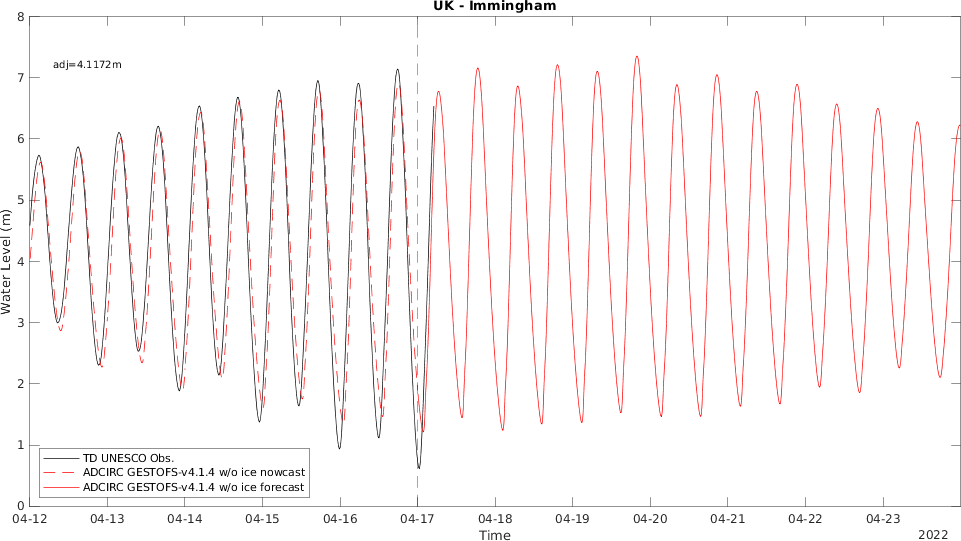 UK - Immingham
8
7
6
5
4
3
2
1
0
Water Level (m)
adj=4.1172m
TD UNESCO Obs.
ADCIRC GESTOFS-v4.1.4 w/o ice nowcast
ADCIRC GESTOFS-v4.1.4 w/o ice forecast
04-12 04-13 04-14 04-15 04-16 04-17 04-18 04-19 04-20 04-21 04-22 04-23
Time
2022